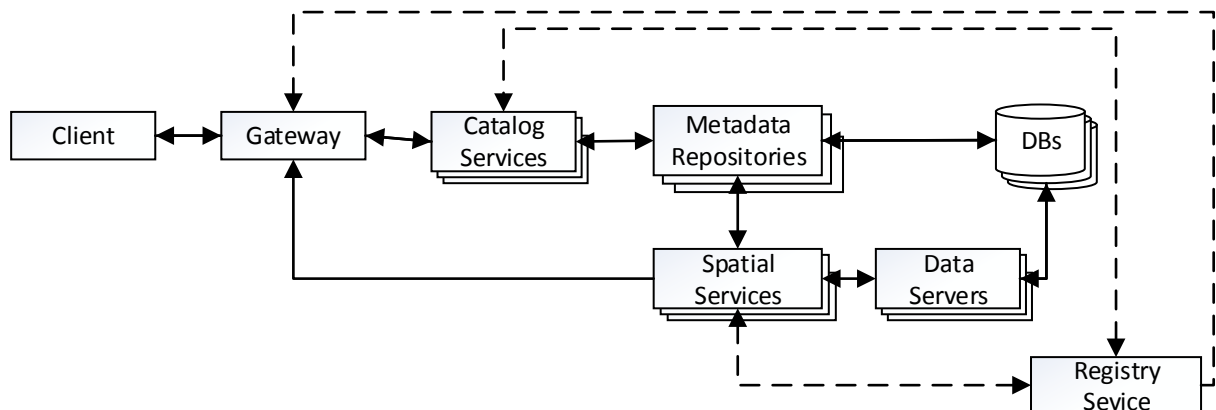 Client
Gateway
Catalog
Services
Metadata
Repositories
DBs
Spatial
Services
Data
Servers
Registry
Sevice